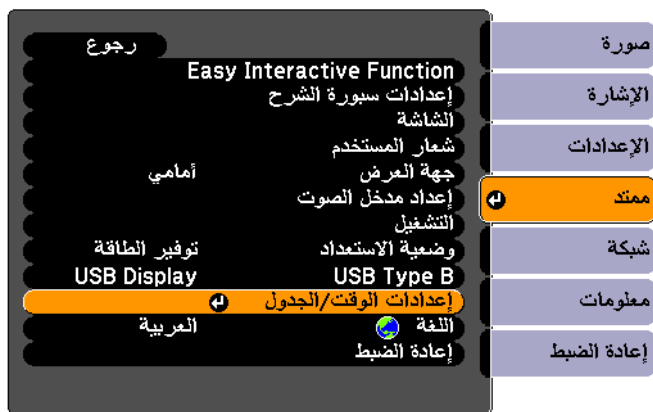 صورة
الإشارة
الإعدادات
ممتد
شبكة
معلومات
إعادة الضبط
رجوع
Easy Interactive Function
إعدادات سبورة الشرح
الشاشة
شعار المستخدم
جهة العرض أمامي
إعداد مدخل الصوت
التشغيل
وضعية الاستعداد توفير الطاقة
USB Type B USB Display
إعدادات الوقت/الجدول
اللغة العربية
إعادة الضبط